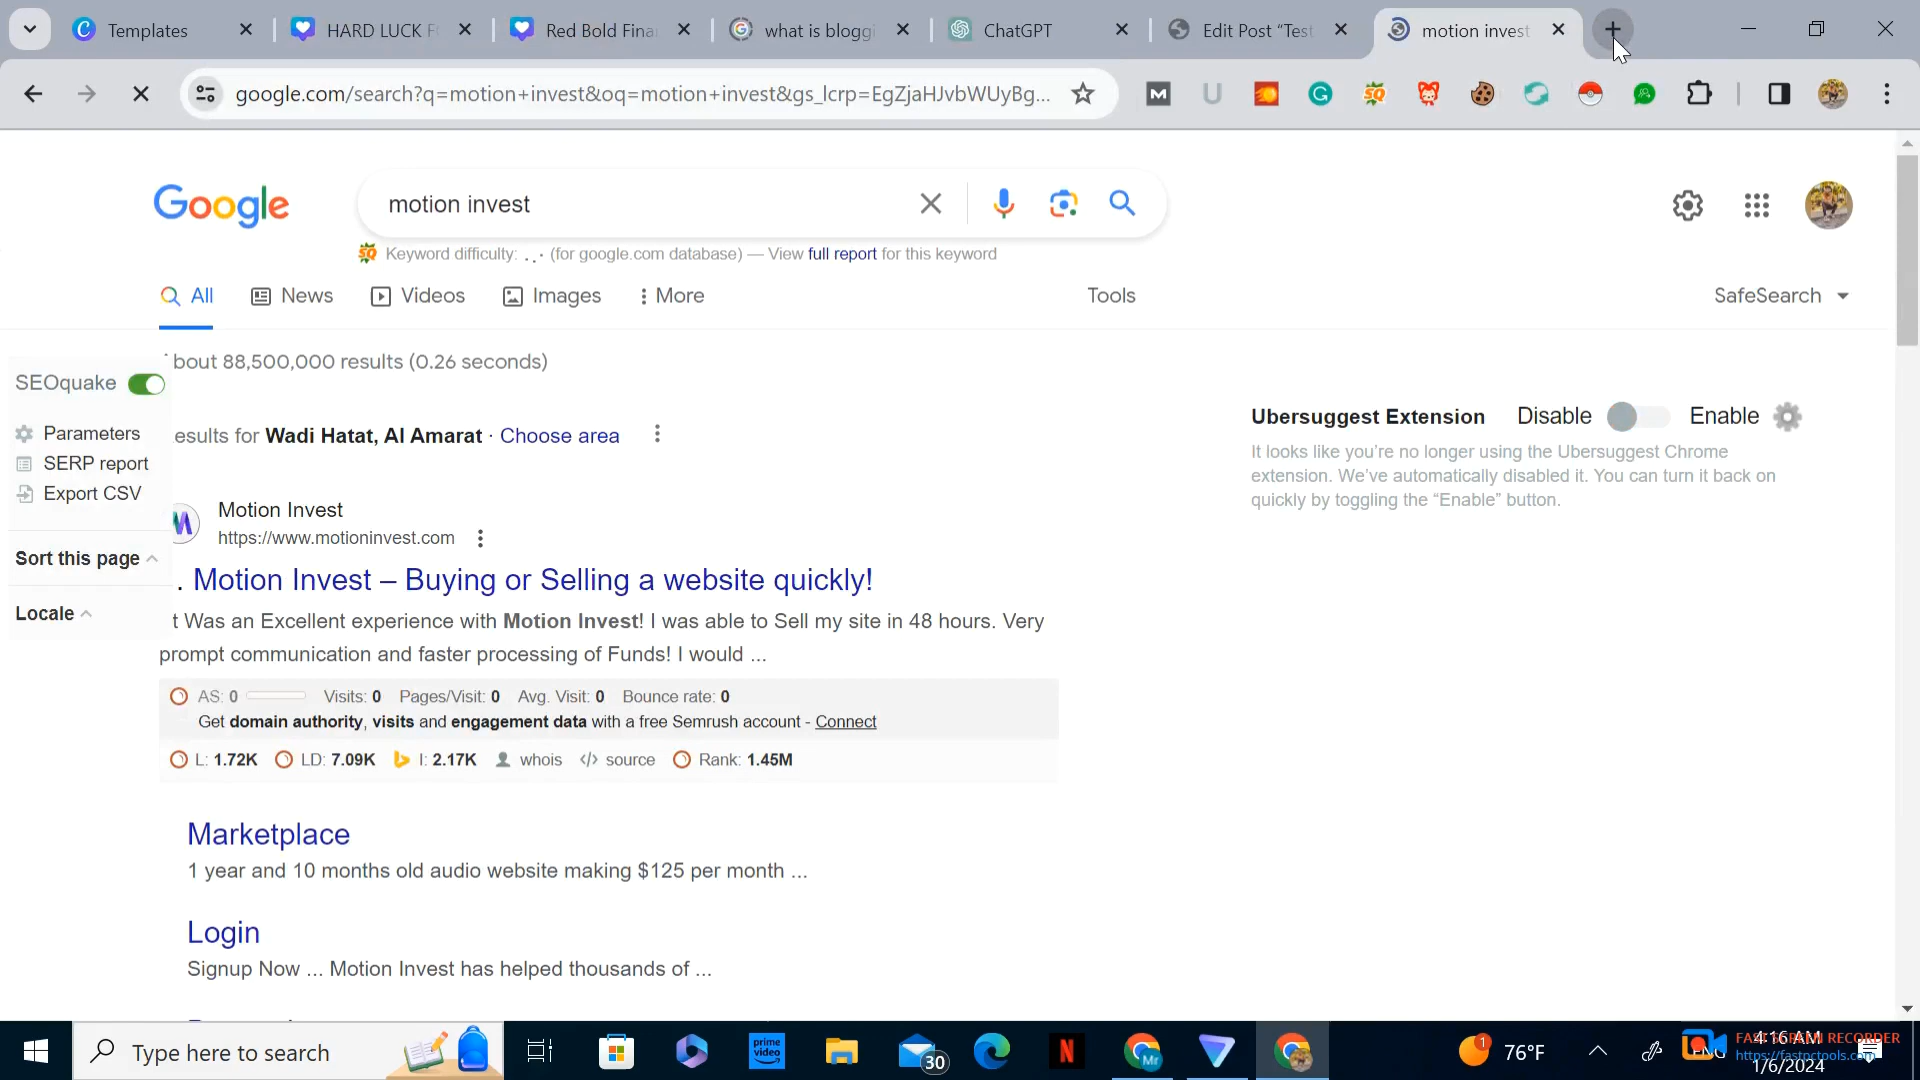 Templates
HARD LUCK F
Red Bold Fina
what is bloggi
ChatGPT
Edit Post “Test
motion invest
google.com/search?q=motion+invest&oq=motion+invest&gs_lcrp=EgZjaHJvbWUyBg...
Google
motion invest
Keyword difficulty: . . . (for google.com database) — View full report for this keyword
All
News
Videos
Images
More
Tools
SafeSearch
bout 88,500,000 results (0.26 seconds)
SEOquake
Parameters
SERP report
Export CSV
Sort this page
Locale
esults for Wadi Hatat, Al Amarat · Choose area
Ubersuggest Extension Disable Enable
It looks like you’re no longer using the Ubersuggest Chrome
extension. We’ve automatically disabled it. You can turn it back on
quickly by toggling the “Enable” button.
Motion Invest
https://www.motioninvest.com
. Motion Invest – Buying or Selling a website quickly!
t Was an Excellent experience with Motion Invest! I was able to Sell my site in 48 hours. Very
prompt communication and faster processing of Funds! I would ...
AS: 0 Visits: 0 Pages/Visit: 0 Avg. Visit: 0 Bounce rate: 0
Get domain authority, visits and engagement data with a free Semrush account - Connect
L: 1.72K LD: 7.09K I: 2.17K whois </> source Rank: 1.45M
Marketplace
1 year and 10 months old audio website making $125 per month ...
Login
Signup Now ... Motion Invest has helped thousands of ...
Type here to search
prime video
30
N
Mr
1
76°F
4:16 AM
1/6/2024
FAST SCREEN RECORDER
https://fastpctools.com